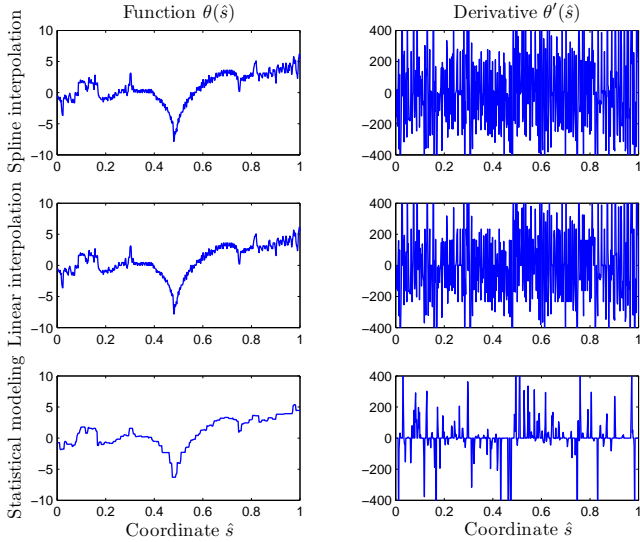 Function θ(ŝ)
Derivative θ′(ŝ)
Spline interpolation
10
5
0
−5
−10
0 0.2 0.4 0.6 0.8 1
400
200
0
−200
−400
0 0.2 0.4 0.6 0.8 1
Linear interpolation
10
5
0
−5
−10
0 0.2 0.4 0.6 0.8 1
400
200
0
−200
−400
0 0.2 0.4 0.6 0.8 1
Statistical modeling
10
5
0
−5
−10
0 0.2 0.4 0.6 0.8 1
400
200
0
−200
−400
0 0.2 0.4 0.6 0.8 1
Coordinate ŝ
Coordinate ŝ